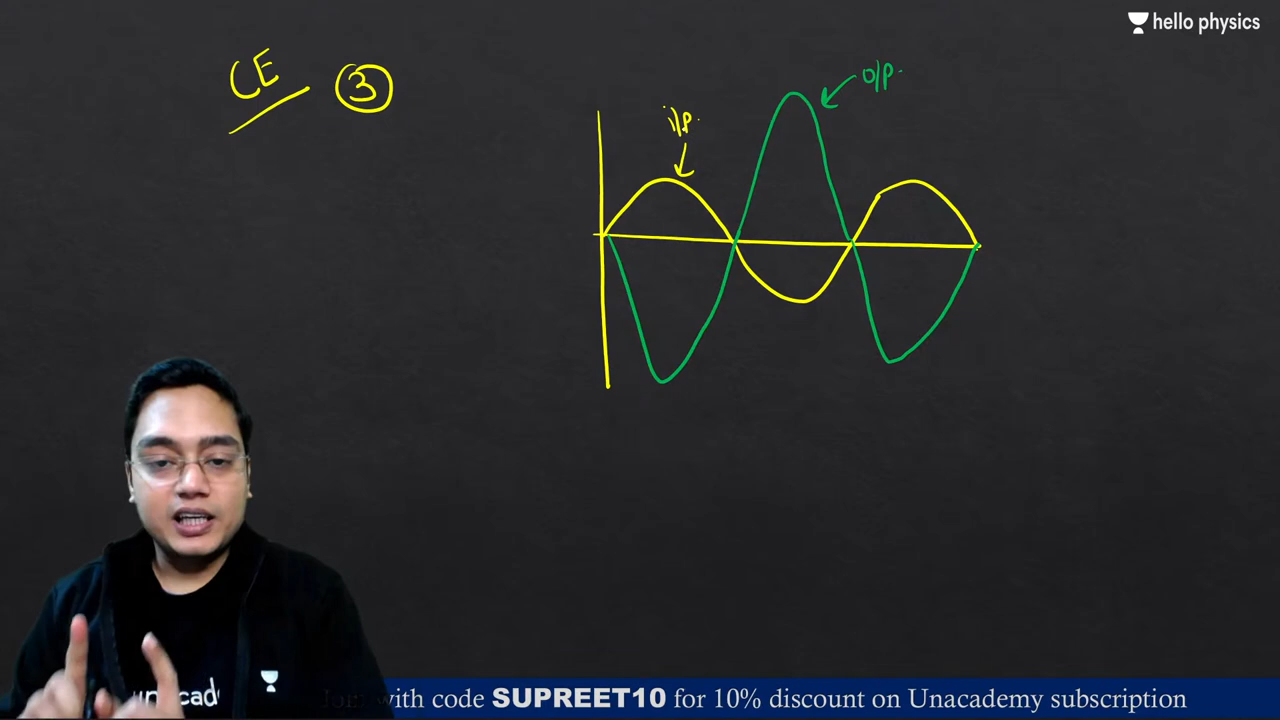 hello physics
CE ③
i/p.
o/p.
with code SUPREET10 for 10% discount on Unacademy subscription